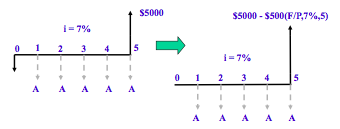 $5000
i = 7%
0 1 2 3 4 5
A A A A A
$5000 - $500(F/P,7%,5)
i = 7%
0 1 2 3 4 5
A A A A A